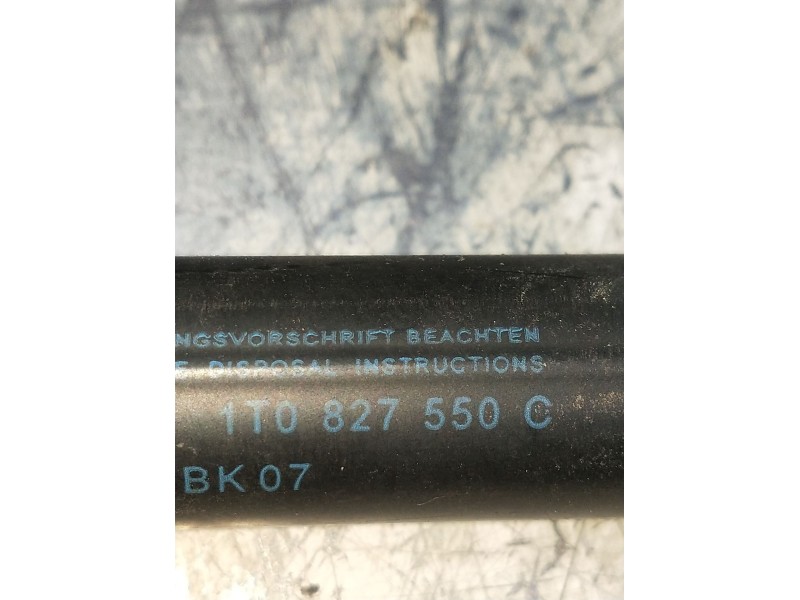 NGSVORSCHRIFT BEACHTEN
DISPOSAL INSTRUCTIONS
1T0 827 550 C
BK 07